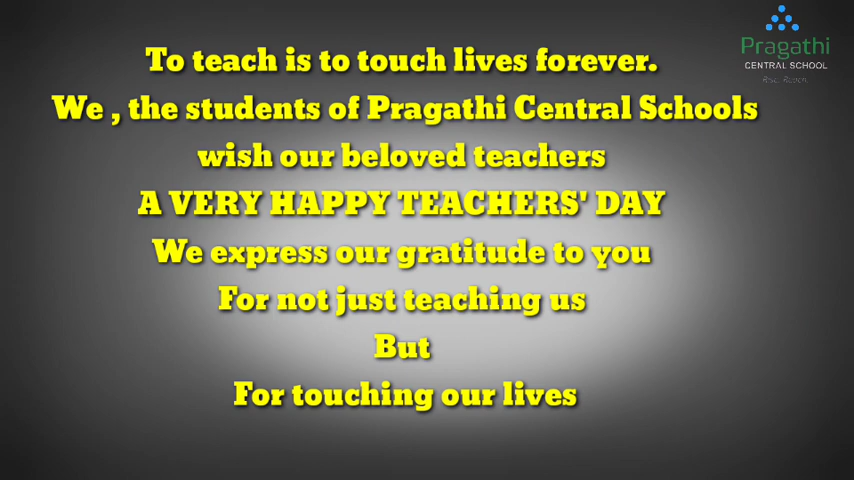 Pragathi
CENTRAL SCHOOL
To teach is to touch lives forever.
We , the students of Pragathi Central Schools
wish our beloved teachers
A VERY HAPPY TEACHERS' DAY
We express our gratitude to you
For not just teaching us
But
For touching our lives